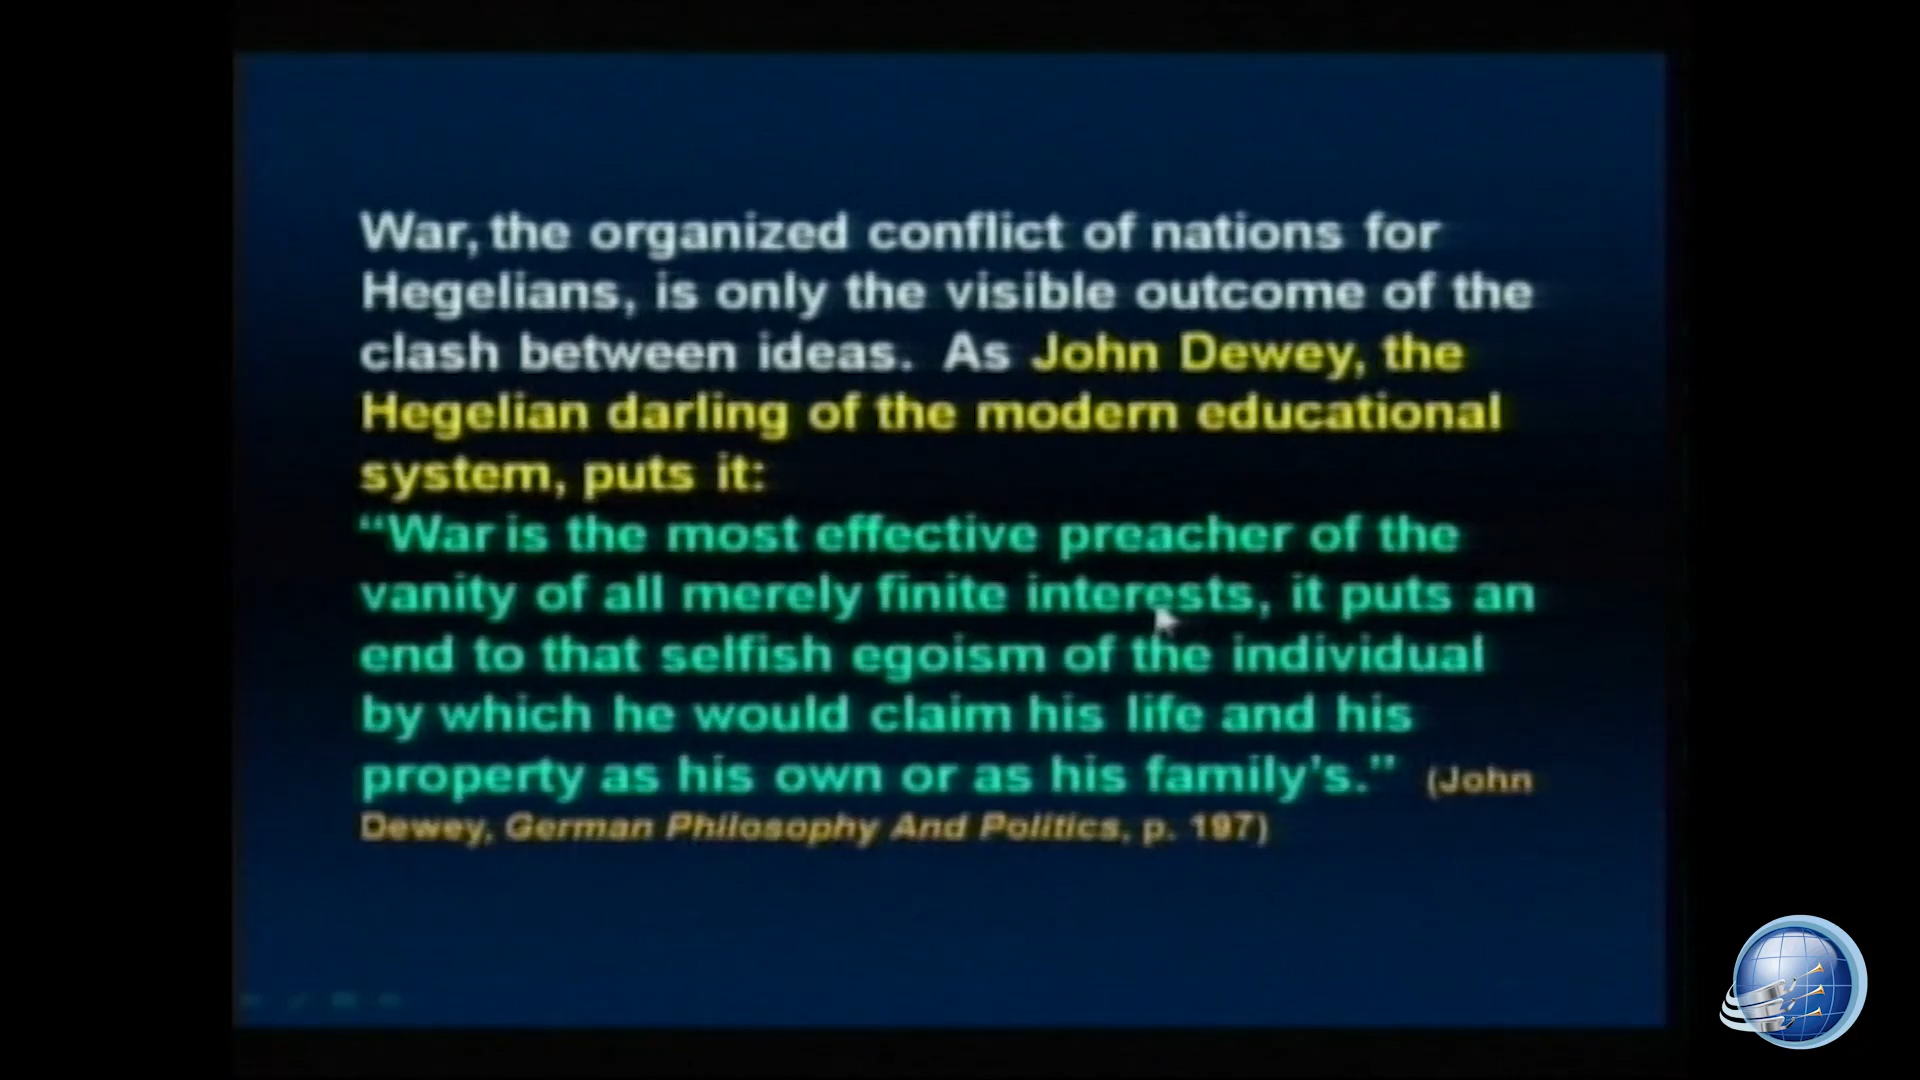 War, the organized conflict of nations for
Hegelians, is only the visible outcome of the
clash between ideas. As John Dewey, the
Hegelian darling of the modern educational
system, puts it:
“War is the most effective preacher of the
vanity of all merely finite interests, it puts an
end to that selfish egoism of the individual
by which he would claim his life and his
property as his own or as his family’s.” (John
Dewey, German Philosophy And Politics, p. 197)